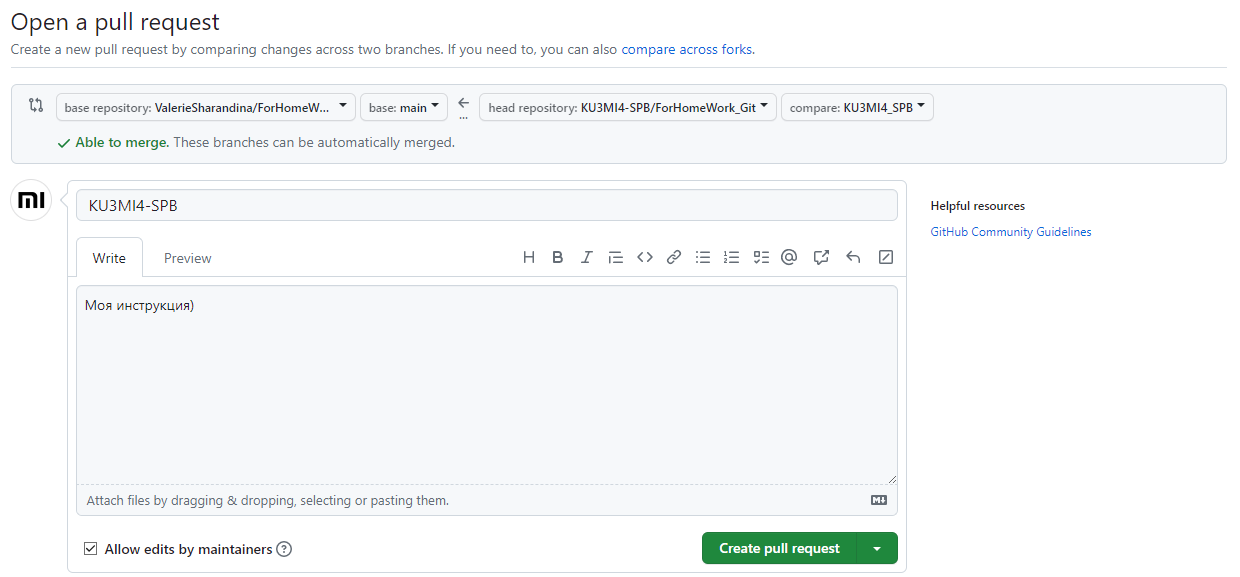 Open a pull request
Create a new pull request by comparing changes across two branches. If you need to, you can also compare across forks.
base repository: ValerieSharandina/ForHomeW... base: main ... head repository: KU3MI4-SPB/ForHomeWork_Git compare: KU3MI4_SPB
Able to merge. These branches can be automatically merged.
MI
KU3MI4-SPB
Helpful resources
GitHub Community Guidelines
Write Preview
Моя инструкция)
Attach files by dragging & dropping, selecting or pasting them.
Allow edits by maintainers
Create pull request